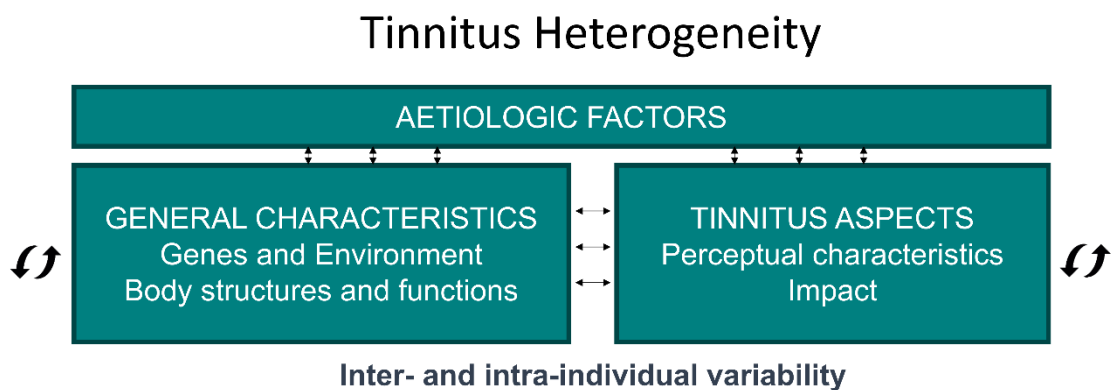 Tinnitus Heterogeneity
AETIOLOGIC FACTORS
GENERAL CHARACTERISTICS
Genes and Environment
Body structures and functions
TINNITUS ASPECTS
Perceptual characteristics
Impact
Inter- and intra-individual variability